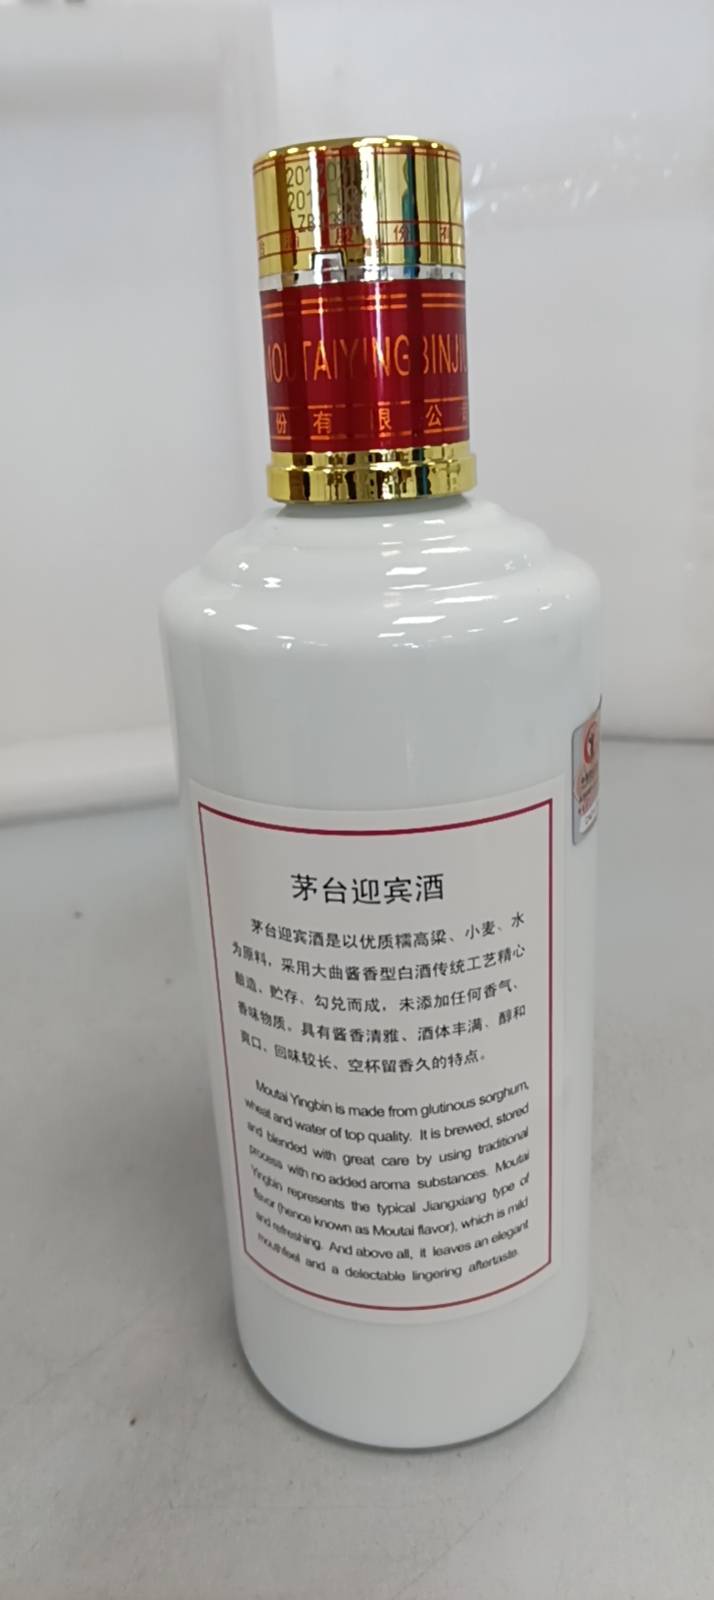 份有
MOUTAIYINGBINJIU
份有限公司
茅台迎宾酒
茅台迎宾酒是以优质糯高粱、小麦、水
为原料，采用大曲酱香型白酒传统工艺精心
酿造、贮存、勾兑而成，未添加任何香气、
香味物质。具有酱香清雅、酒体丰满、醇和
爽口、回味较长、空杯留香久的特点。
Moutai Yingbin is made from glutinous sorghum,
wheat and water of top quality. It is brewed, stored
and blended with great care by using traditional
process with no added aroma substances. Moutai
Yingbin represents the typical Jiangxiang type of
flavor (hence known as Moutai flavor), which is mild
and refreshing. And above all, it leaves an elegant
mouthfeel and a delectable lingering aftertaste.